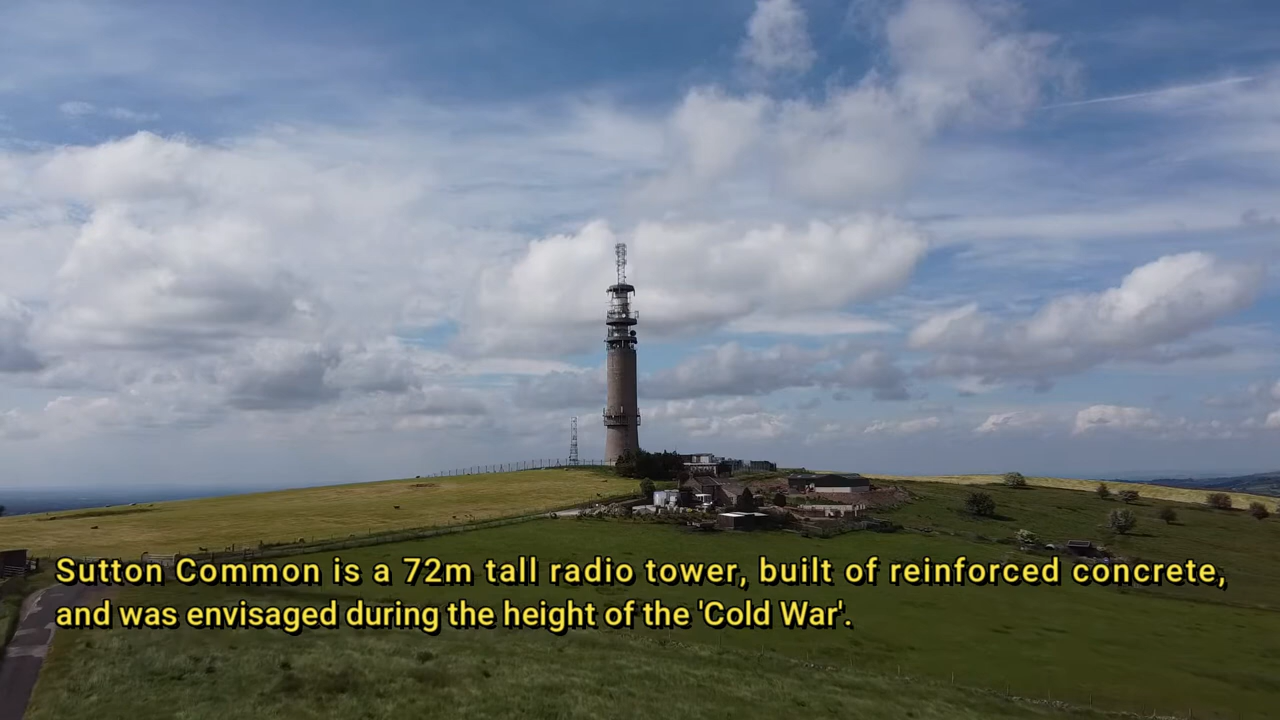 Sutton Common is a 72m tall radio tower, built of reinforced concrete,
and was envisaged during the height of the 'Cold War'.